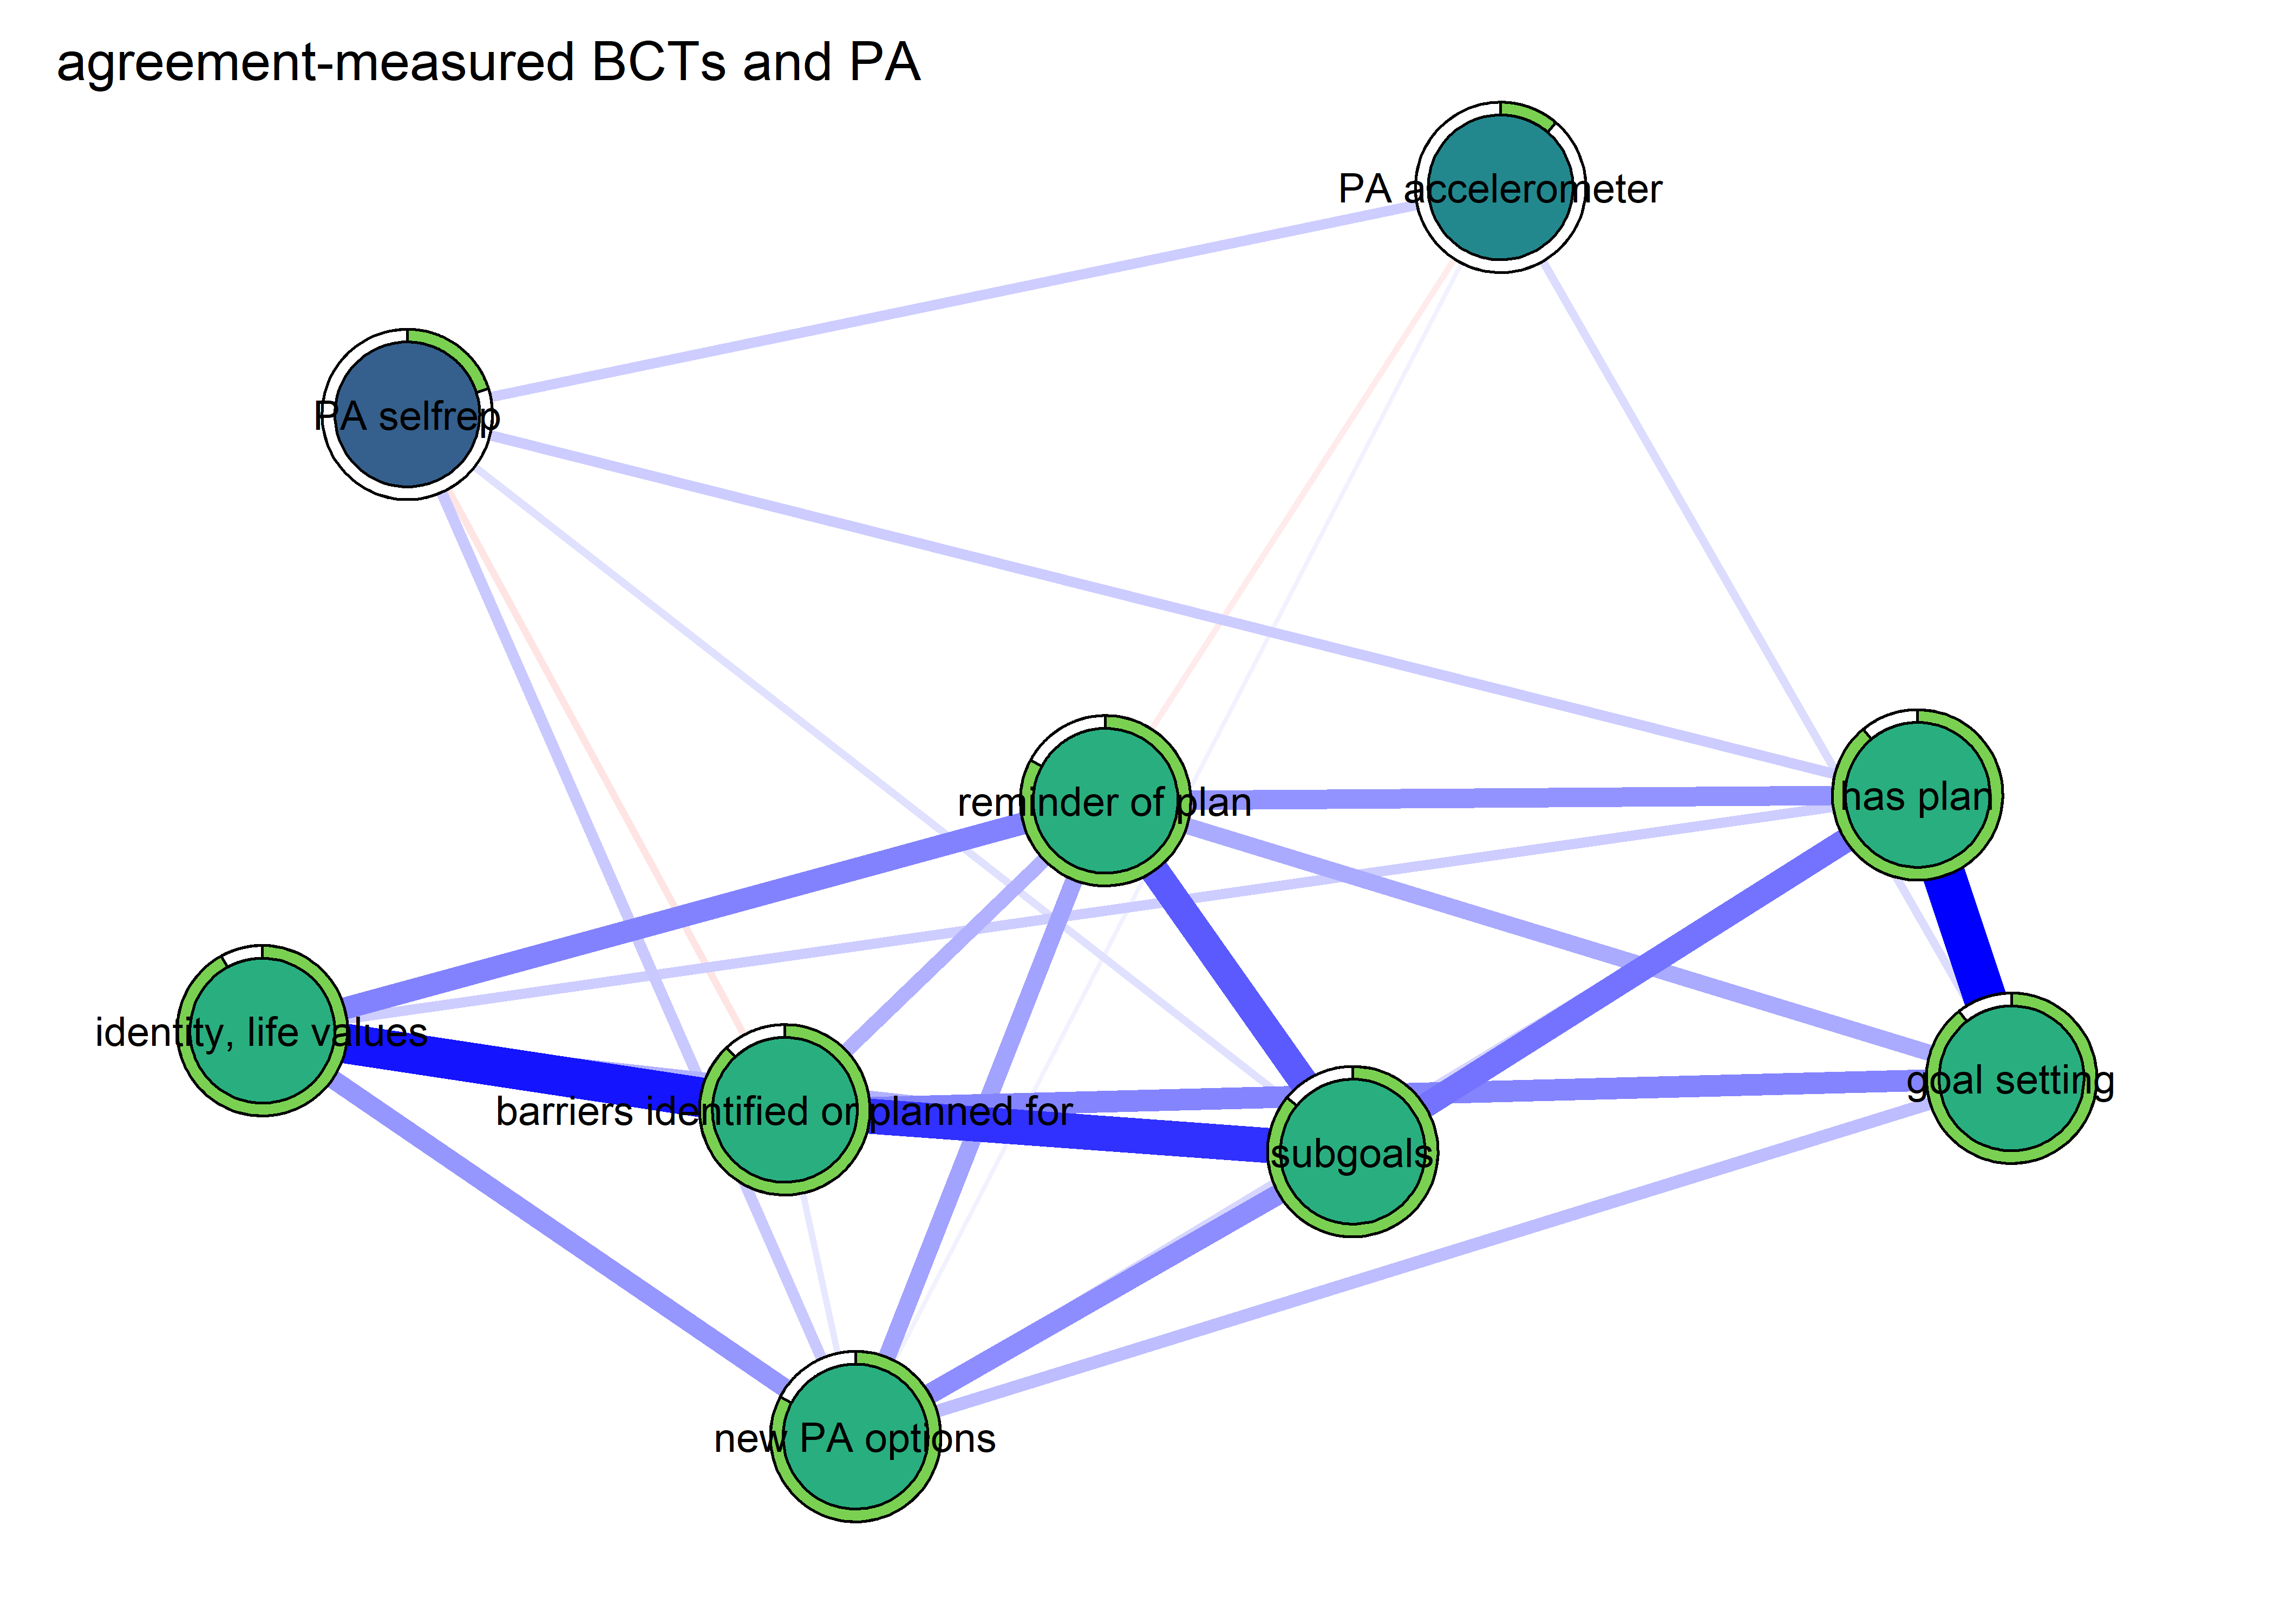 agreement-measured BCTs and PA
PA accelerometer
PA selfrep
reminder of plan
has plan
identity, life values
barriers identified or planned for
goal setting
subgoals
new PA options